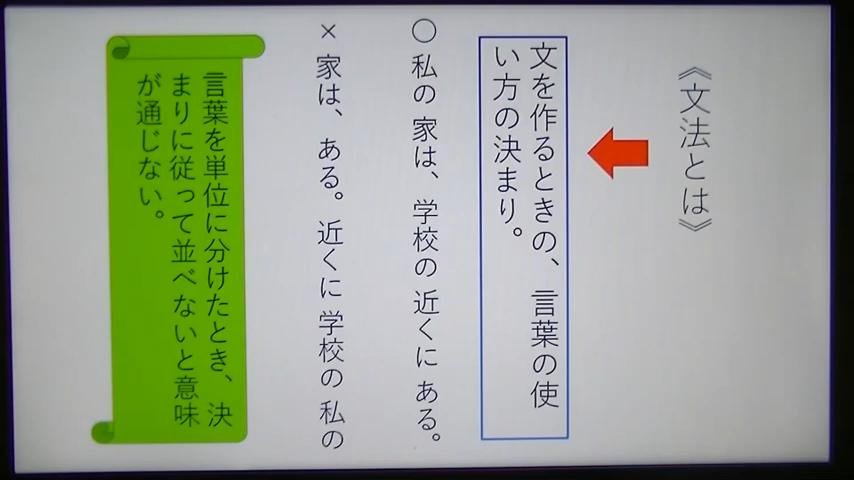 《文法とは》
文を作るときの、言葉の使
い方の決まり。
○私の 家は、学校の 近くに ある。
×家は、ある。近くに 学校の 私の
言葉を単位に分けたとき、決
まりに従って並べないと意味
が通じない。